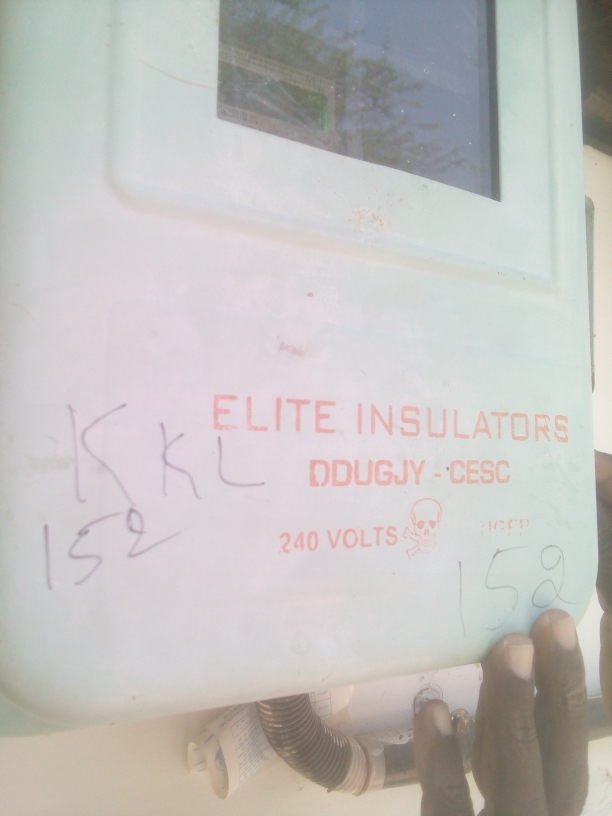 ELITE INSULATORS
DDUGJY - CESC
240 VOLTS
KKL
152
152